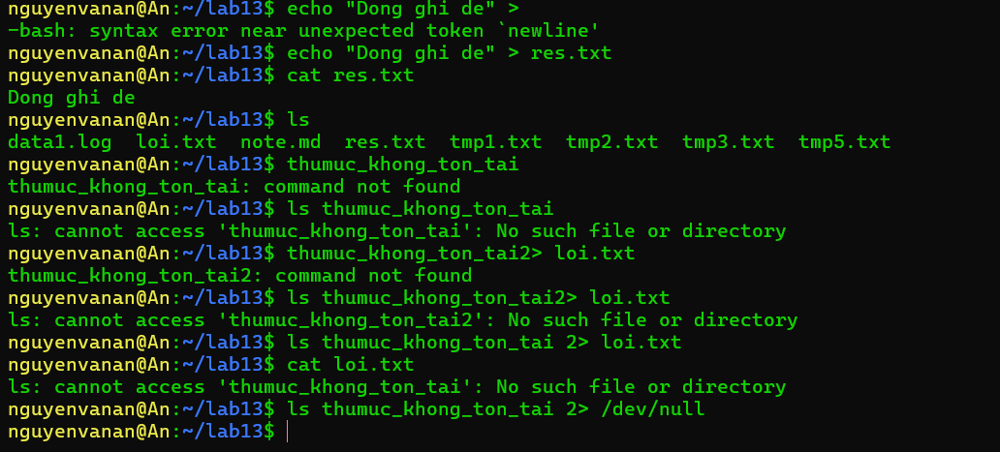 nguyenvanan@An:~/lab13$ echo "Dong ghi de" >
-bash: syntax error near unexpected token `newline'
nguyenvanan@An:~/lab13$ echo "Dong ghi de" > res.txt
nguyenvanan@An:~/lab13$ cat res.txt
Dong ghi de
nguyenvanan@An:~/lab13$ ls
data1.log  loi.txt  note.md  res.txt  tmp1.txt  tmp2.txt  tmp3.txt  tmp5.txt
nguyenvanan@An:~/lab13$ thumuc_khong_ton_tai
thumuc_khong_ton_tai: command not found
nguyenvanan@An:~/lab13$ ls thumuc_khong_ton_tai
ls: cannot access 'thumuc_khong_ton_tai': No such file or directory
nguyenvanan@An:~/lab13$ thumuc_khong_ton_tai2> loi.txt
thumuc_khong_ton_tai2: command not found
nguyenvanan@An:~/lab13$ ls thumuc_khong_ton_tai2> loi.txt
ls: cannot access 'thumuc_khong_ton_tai2': No such file or directory
nguyenvanan@An:~/lab13$ ls thumuc_khong_ton_tai 2> loi.txt
nguyenvanan@An:~/lab13$ cat loi.txt
ls: cannot access 'thumuc_khong_ton_tai': No such file or directory
nguyenvanan@An:~/lab13$ ls thumuc_khong_ton_tai 2> /dev/null
nguyenvanan@An:~/lab13$